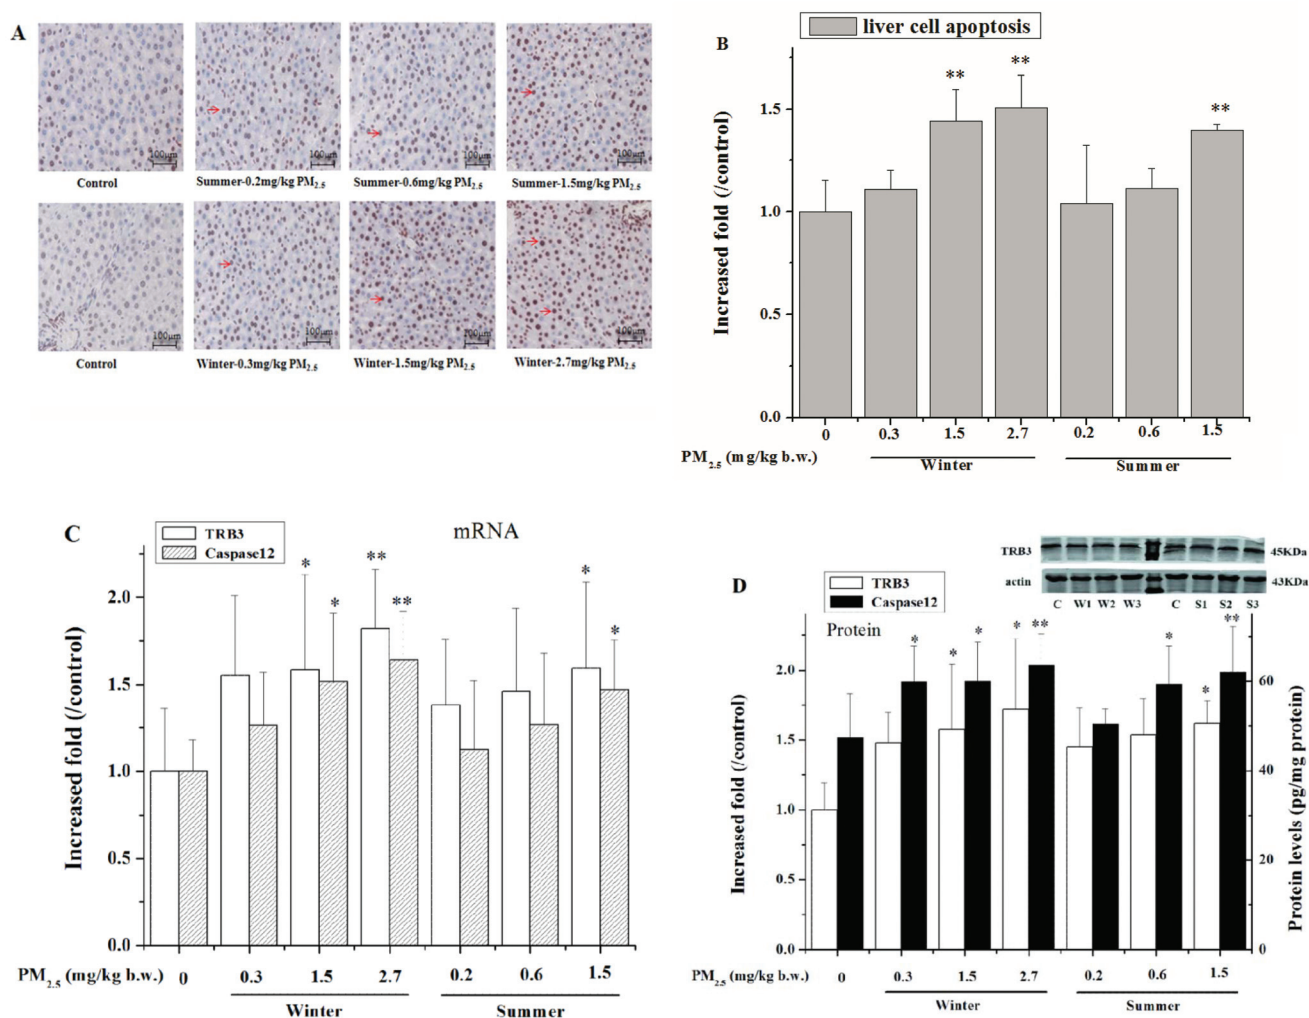 A
100μm
100μm
100μm
100μm
Control
Summer-0.2mg/kg PM2.5
Summer-0.6mg/kg PM2.5
Summer-1.5mg/kg PM2.5
100μm
100μm
100μm
Control
Winter-0.3mg/kg PM2.5
Winter-1.5mg/kg PM2.5
Winter-2.7mg/kg PM2.5
B
liver cell apoptosis
Increased fold (/control)
1.5
1.0
0.5
0.0
** ** **
0 0.3 1.5 2.7 0.2 0.6 1.5
PM2.5 (mg/kg b.w.)
Winter Summer
C
TRB3
Caspase12
mRNA
Increased fold (/control)
2.0
1.5
1.0
0.5
0.0
* * ** ** * *
0 0.3 1.5 2.7 0.2 0.6 1.5
PM2.5 (mg/kg b.w.)
Winter Summer
D
TRB3 45KDa
actin 43KDa
C W1 W2 W3 C S1 S2 S3
TRB3
Caspase12
Protein
Increased fold (/control)
2.0
1.5
1.0
0.5
0.0
* * * * ** * * **
60
40
20
0
Protein levels (pg/mg protein)
0 0.3 1.5 2.7 0.2 0.6 1.5
PM2.5 (mg/kg b.w.)
Winter Summer